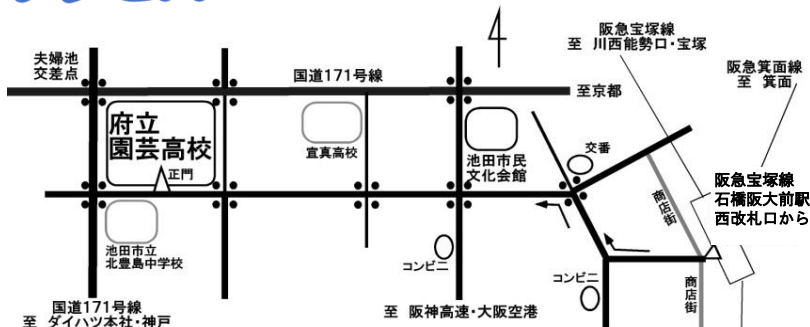 夫婦池
交差点
国道171号線
至京都
阪急宝塚線
至 川西能勢口・宝塚
阪急箕面線
至 箕面
府立
園芸高校
正門
宣真高校
池田市民
文化会館
交番
商店街
阪急宝塚線
石橋阪大前駅
西改札口から
池田市立
北豊島中学校
コンビニ
コンビニ
商店街
国道171号線
至 ダイハツ本社・神戸
至 阪神高速・大阪空港